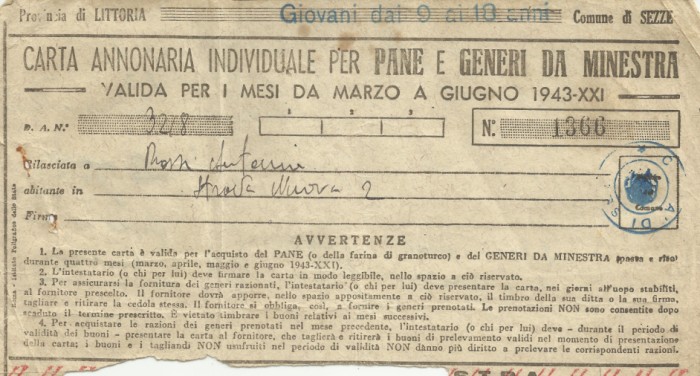 Provincia di LITTORIA Giovani dai 9 ai 18 anni Comune di SEZZE
CARTA ANNONARIA INDIVIDUALE PER PANE E GENERI DA MINESTRA
VALIDA PER I MESI DA MARZO A GIUGNO 1943-XXI
1 2 3
D. A. N.° 328 N.° 1366
Rilasciata a
abitante in Strada Nuova 2
Firma
AVVERTENZE
1. La presente carta è valida per l'acquisto del PANE (o della farina di granoturco) e dei GENERI DA MINESTRA (pasta e riso)
durante quattro mesi (marzo, aprile, maggio e giugno 1943-XXI).
2. L'intestatario (o chi per lui) deve firmare la carta in modo leggibile, nello spazio a ciò riservato.
3. Per assicurarsi la fornitura dei generi razionati, l'intestatario (o chi per lui) deve presentare la carta, nei giorni all'uopo stabiliti,
al fornitore prescelto. Il fornitore dovrà apporre, nello spazio appositamente a ciò riservato, il timbro della sua ditta o la sua firma,
tagliare e ritirare la cedola stessa. Il fornitore si obbliga, così, a fornire i generi prenotati. Le prenotazioni NON sono consentite dopo
scaduto il termine prescritto. È vietato timbrare i buoni relativi ai mesi successivi.
4. Per acquistare le razioni dei generi prenotati nel mese precedente, l'intestatario (o chi per lui) deve - durante il periodo di
validità dei buoni - presentare la carta al fornitore, che taglierà e ritirerà i buoni di prelevamento validi nel momento di presentazione
della carta; i buoni e i tagliandi NON usufruiti nel periodo di validità NON dànno più diritto a prelevare le corrispondenti razioni.